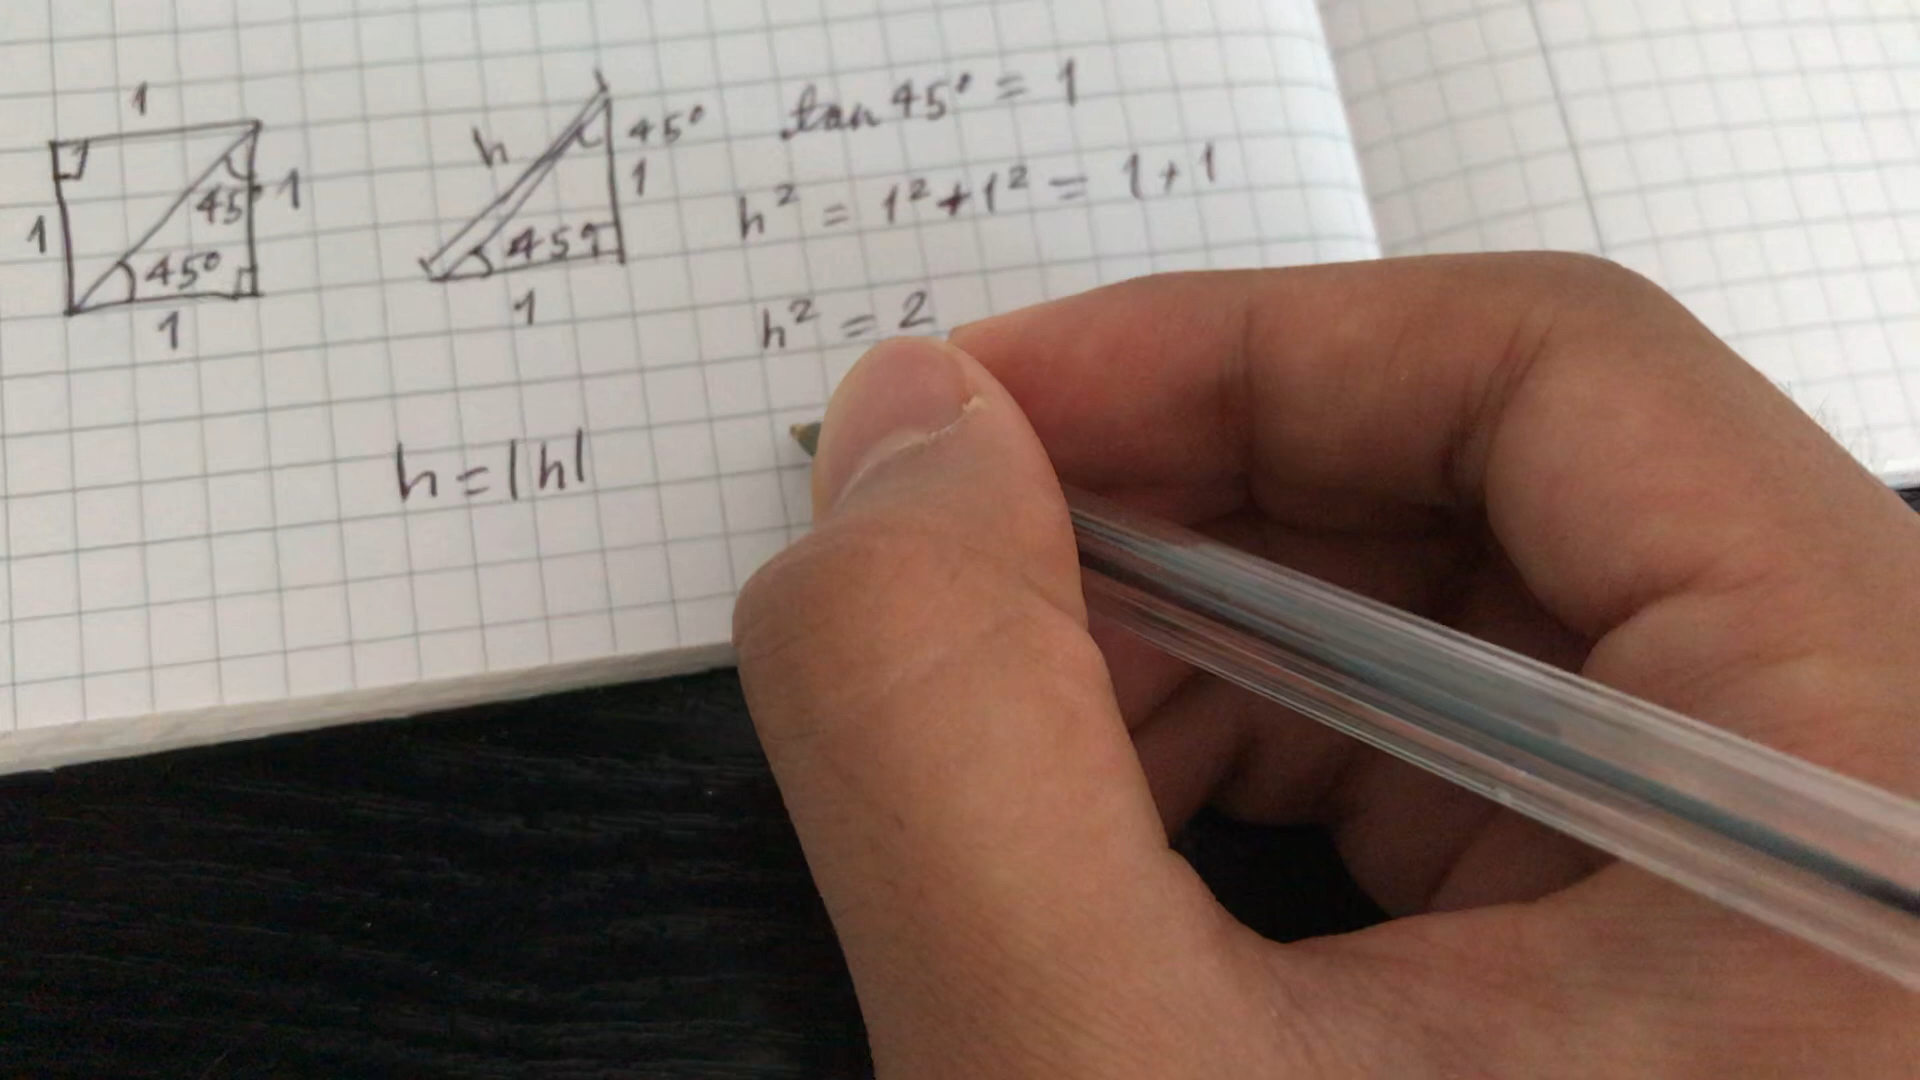 1
1
45
1
45°
1
h
45°
1
45°
1
tan 45° = 1
h² = 1² + 1² = 1 + 1
h² = 2
h = |h|